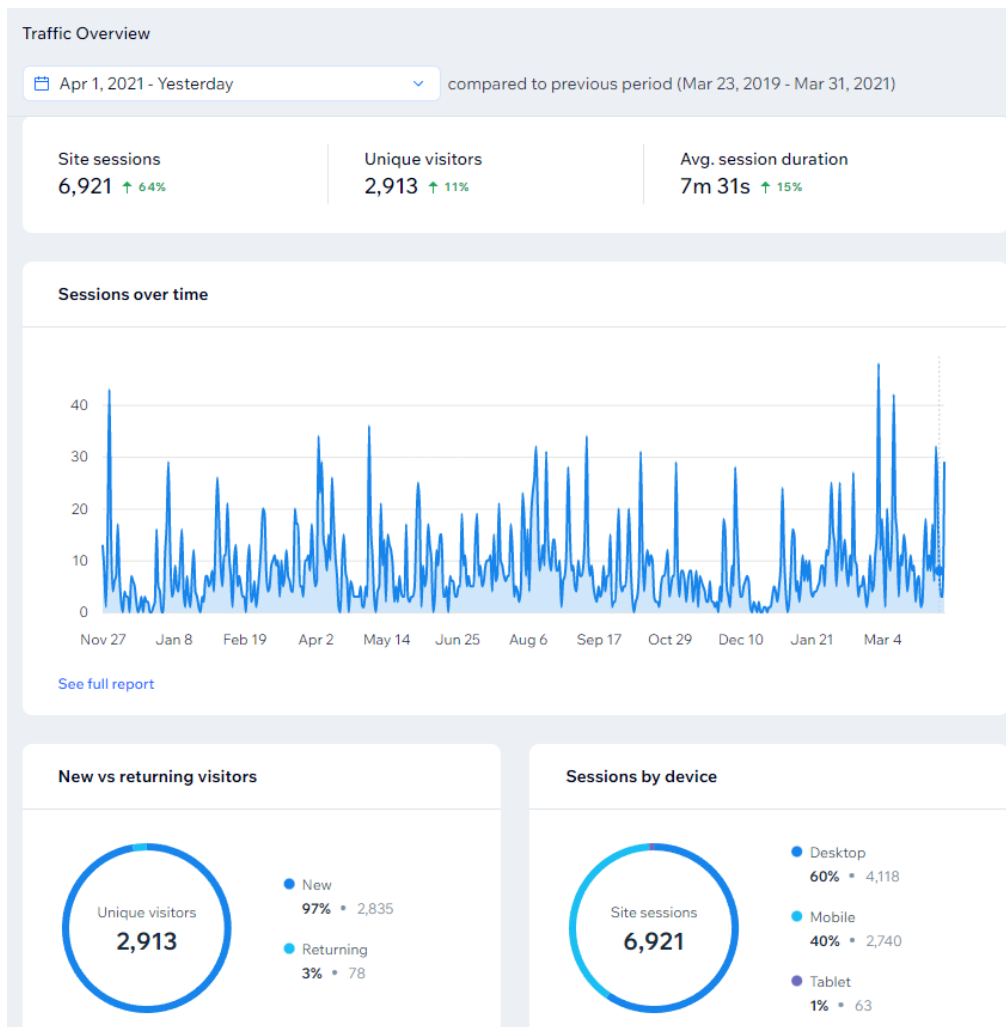 Traffic Overview
Apr 1, 2021 - Yesterday compared to previous period (Mar 23, 2019 - Mar 31, 2021)
Site sessions
6,921 ↑ 64%
Unique visitors
2,913 ↑ 11%
Avg. session duration
7m 31s ↑ 15%
Sessions over time
40
30
20
10
0
Nov 27 Jan 8 Feb 19 Apr 2 May 14 Jun 25 Aug 6 Sep 17 Oct 29 Dec 10 Jan 21 Mar 4
See full report
New vs returning visitors
Unique visitors
2,913
New
97% • 2,835
Returning
3% • 78
Sessions by device
Site sessions
6,921
Desktop
60% • 4,118
Mobile
40% • 2,740
Tablet
1% • 63